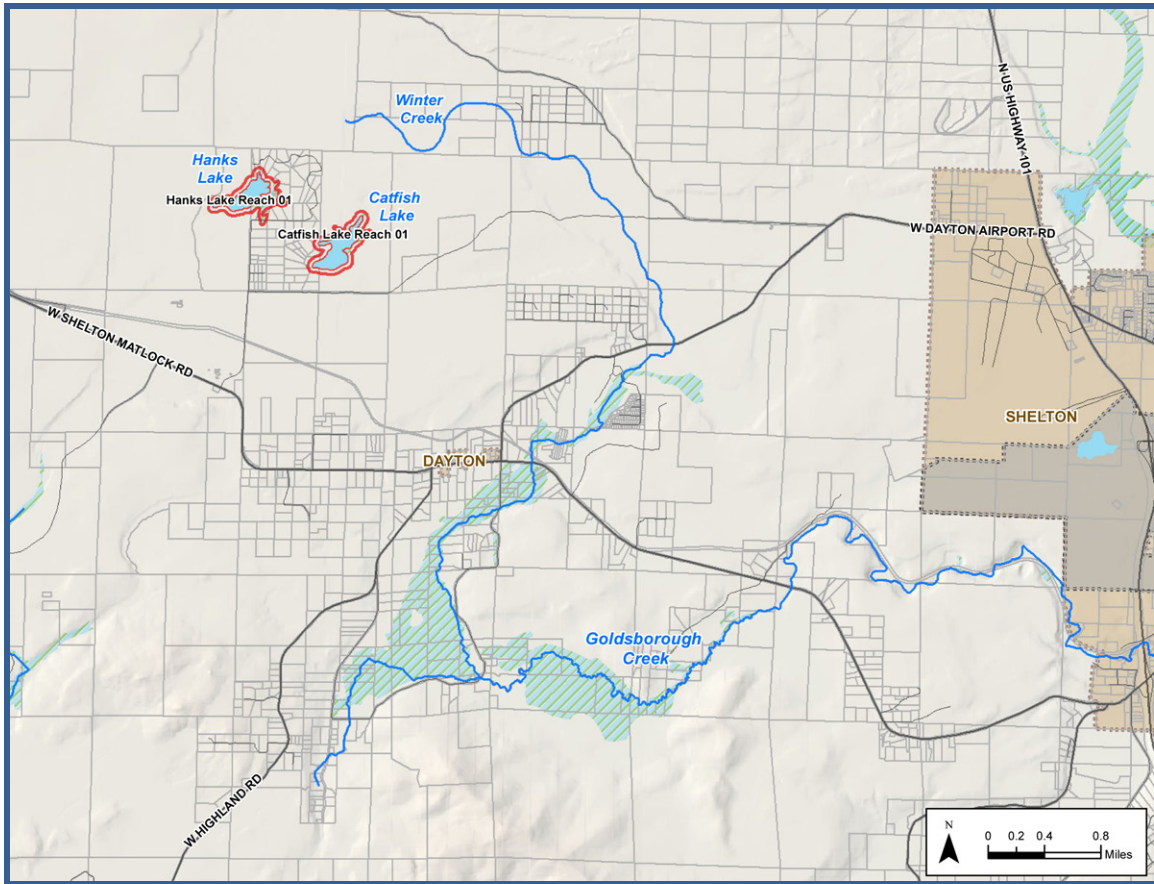 Winter
Creek
N US HIGHWAY 101
Hanks
Lake
Hanks Lake Reach 01
Catfish
Lake
Catfish Lake Reach 01
W DAYTON AIRPORT RD
W SHELTON MATLOCK RD
SHELTON
DAYTON
Goldsborough
Creek
W HIGHLAND RD
N
0 0.2 0.4 0.8
Miles